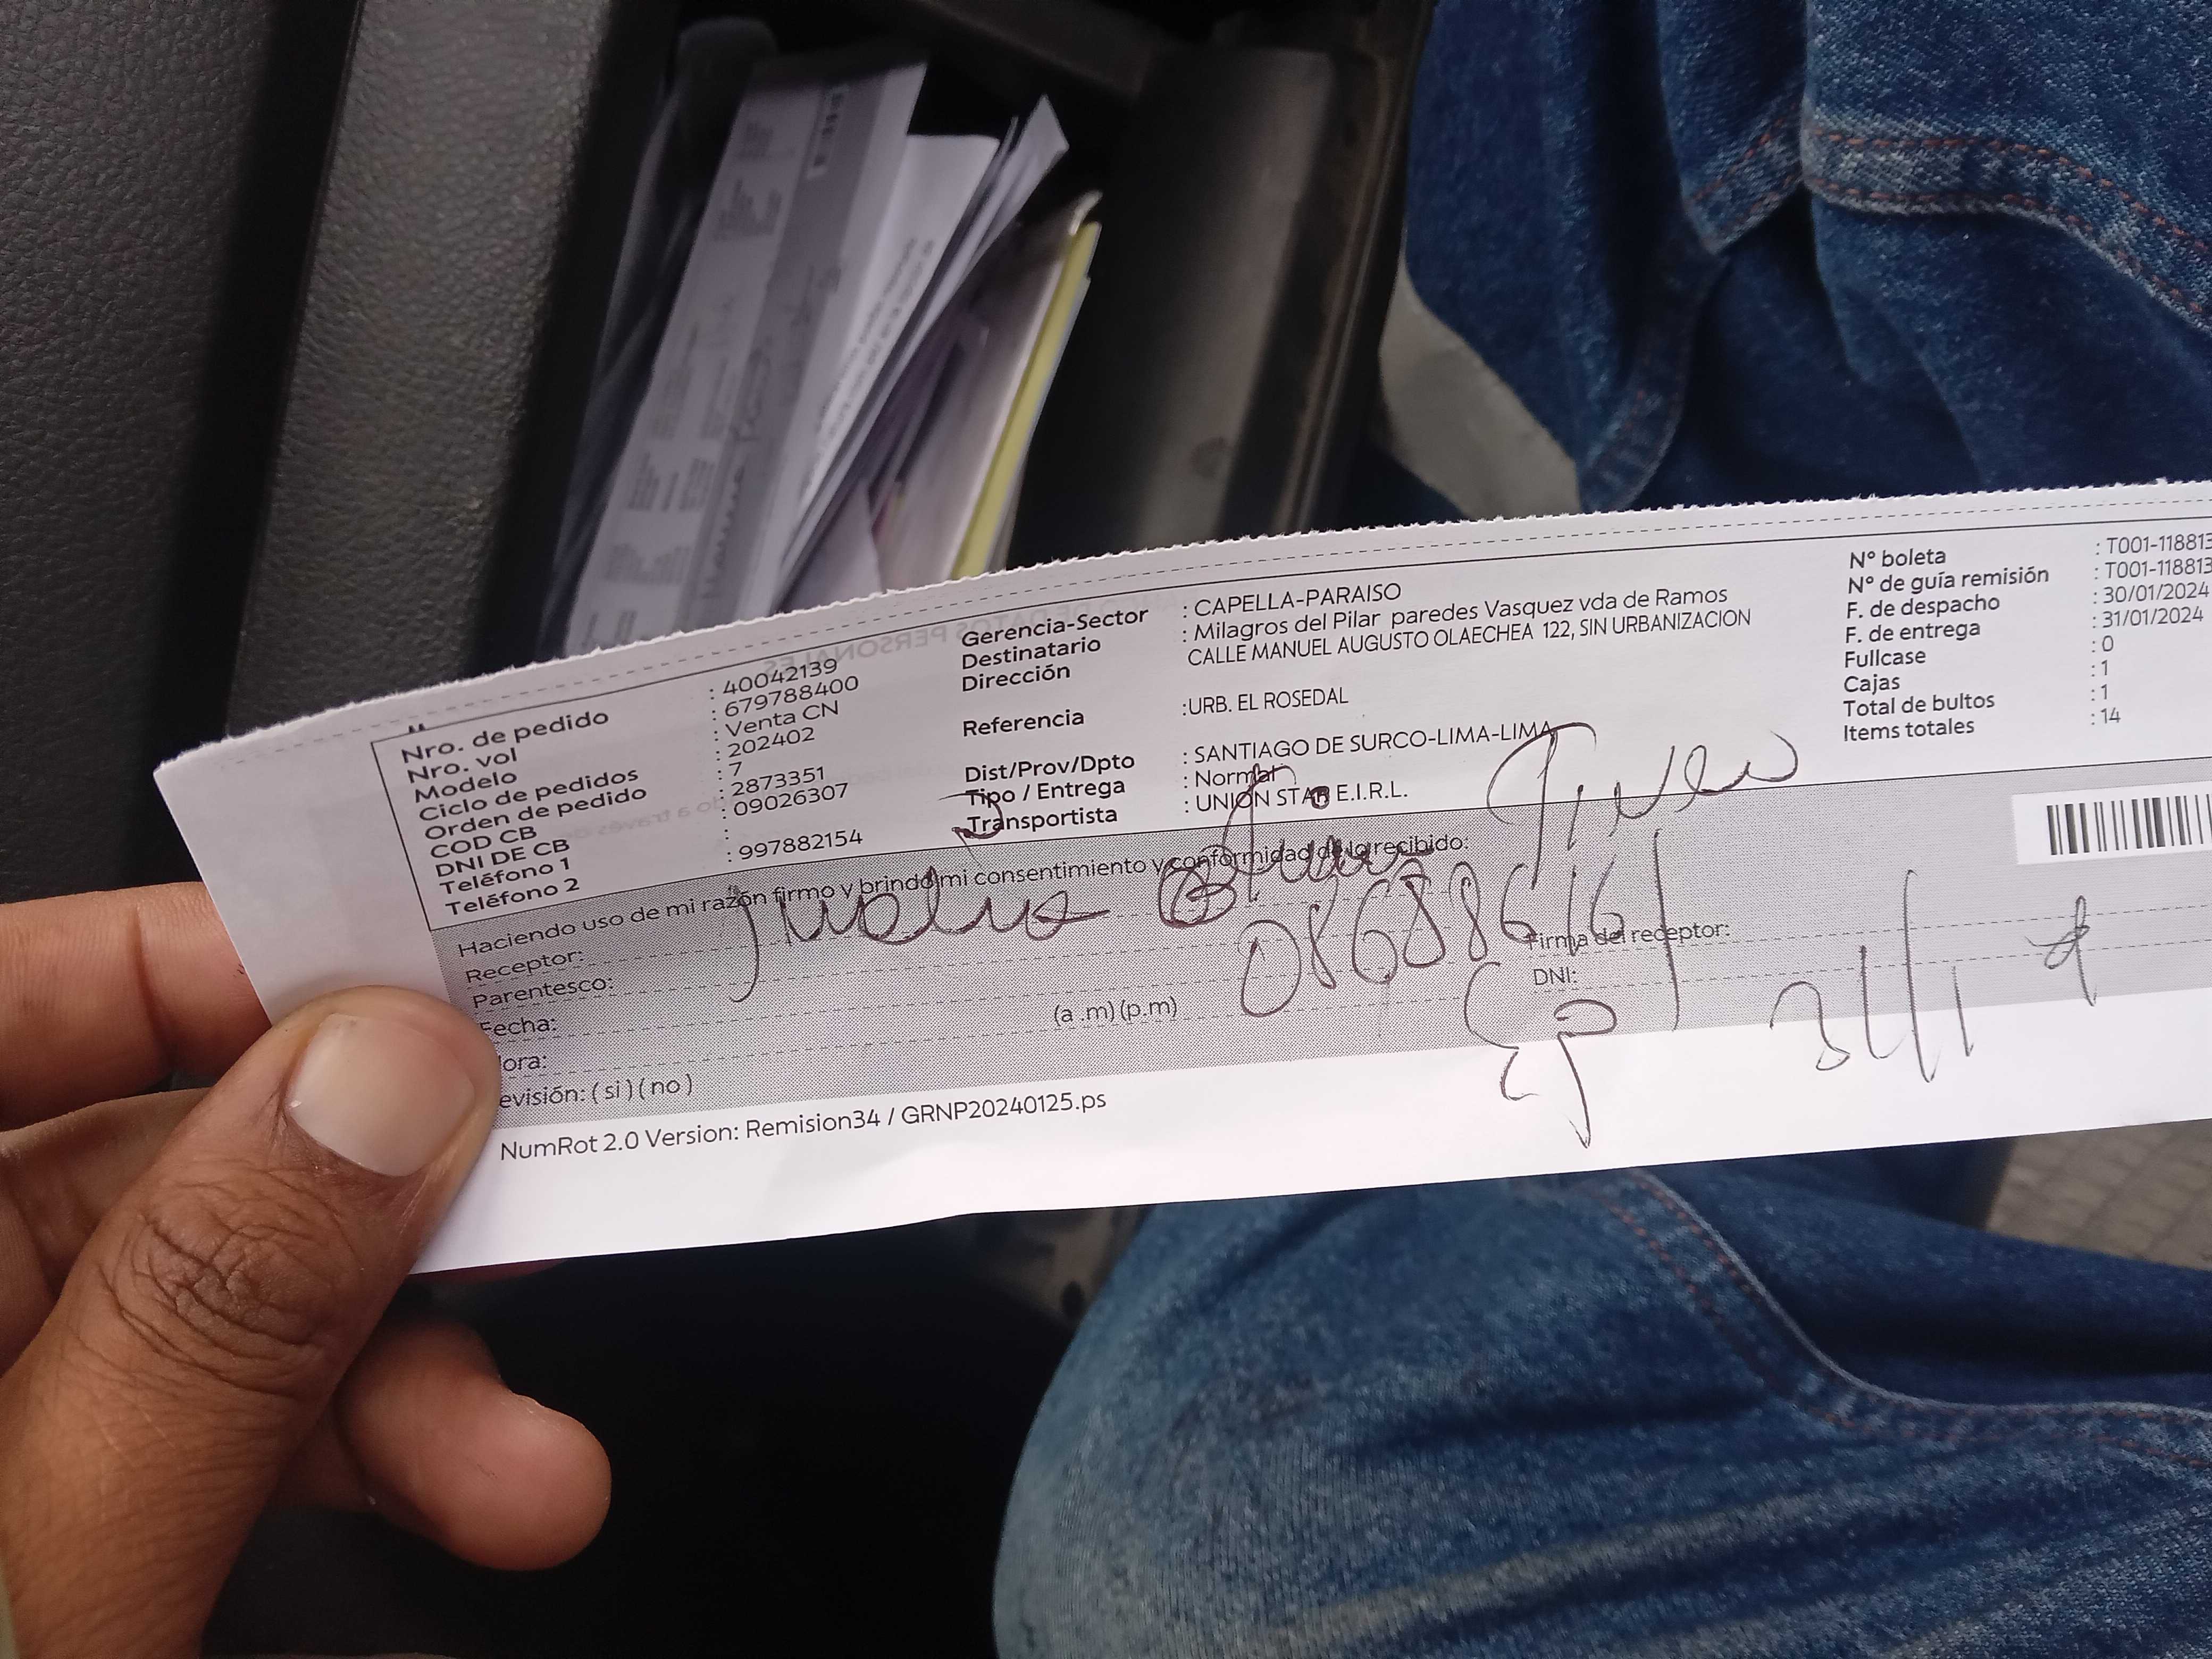 Nro. de pedido : 40042139
Nro. vol : 679788400
Modelo : Venta CN
Ciclo de pedidos : 202402
Orden de pedido : 7
COD CB : 2873351
DNI DE CB : 09026307
Teléfono 1 :
Teléfono 2 : 997882154
Gerencia-Sector : CAPELLA-PARAISO
Destinatario : Milagros del Pilar paredes Vasquez vda de Ramos
Dirección CALLE MANUEL AUGUSTO OLAECHEA 122, SIN URBANIZACION
Referencia :URB. EL ROSEDAL
Dist/Prov/Dpto : SANTIAGO DE SURCO-LIMA-LIMA
Tipo / Entrega : Normal
Transportista : UNION STAR E.I.R.L.
N° boleta : T001-118813
N° de guía remisión : T001-118813
F. de despacho : 30/01/2024
F. de entrega : 31/01/2024
Fullcase : 0
Cajas : 1
Total de bultos : 1
Items totales : 14
Haciendo uso de mi razón firmo y brindo mi consentimiento y conformidad de lo recibido:
Receptor:
Parentesco:
08688616
Fecha:
ora:
(a .m) (p.m)
evisión: ( si ) ( no )
Firma del receptor:
DNI:
31/1
NumRot 2.0 Version: Remision34 / GRNP20240125.ps